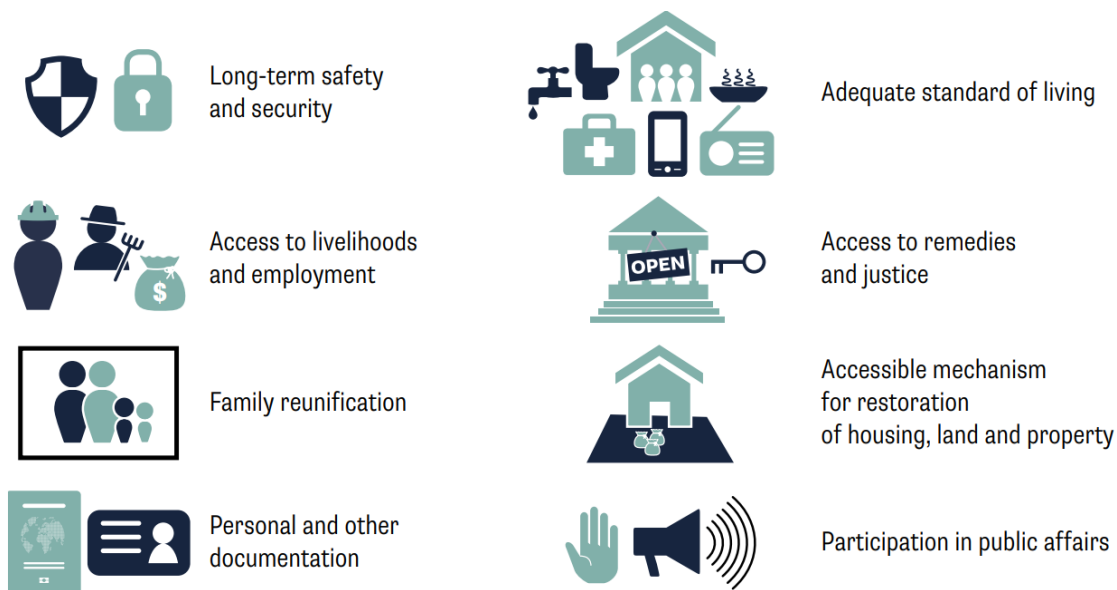 Long-term safety
and security
Adequate standard of living
Access to livelihoods
and employment
$
OPEN
Access to remedies
and justice
Family reunification
Accessible mechanism
for restoration
of housing, land and property
Personal and other
documentation
Participation in public affairs